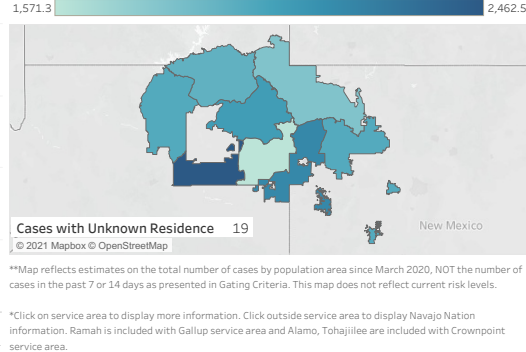 1,571.3
2,462.5
New Mexico
Cases with Unknown Residence 19
© 2021 Mapbox © OpenStreetMap
**Map reflects estimates on the total number of cases by population area since March 2020, NOT the number of
cases in the past 7 or 14 days as presented in Gating Criteria. This map does not reflect current risk levels.
*Click on service area to display more information. Click outside service area to display Navajo Nation
information. Ramah is included with Gallup service area and Alamo, Tohajiilee are included with Crownpoint
service area.